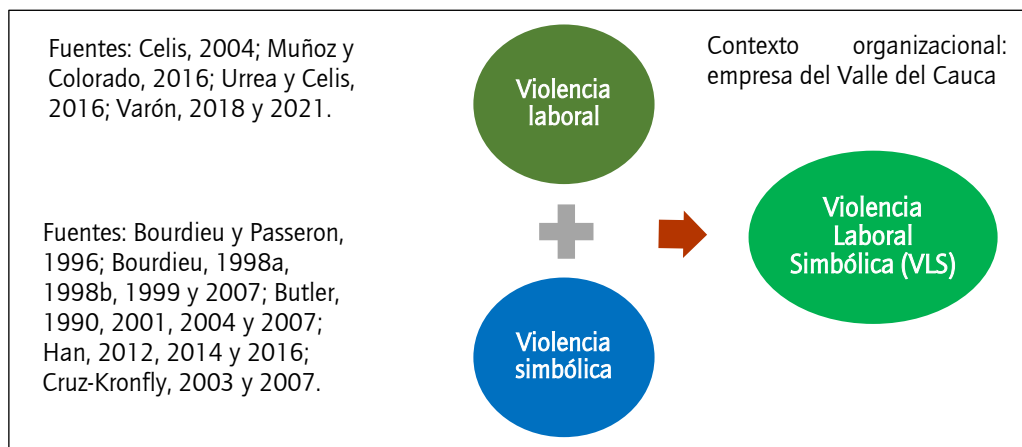 Fuentes: Celis, 2004; Muñoz y
Colorado, 2016; Urrea y Celis,
2016; Varón, 2018 y 2021.
Violencia
laboral
Contexto organizacional:
empresa del Valle del Cauca
Fuentes: Bourdieu y Passeron,
1996; Bourdieu, 1998a,
1998b, 1999 y 2007; Butler,
1990, 2001, 2004 y 2007;
Han, 2012, 2014 y 2016;
Cruz-Kronfly, 2003 y 2007.
Violencia
simbólica
Violencia
Laboral
Simbólica (VLS)